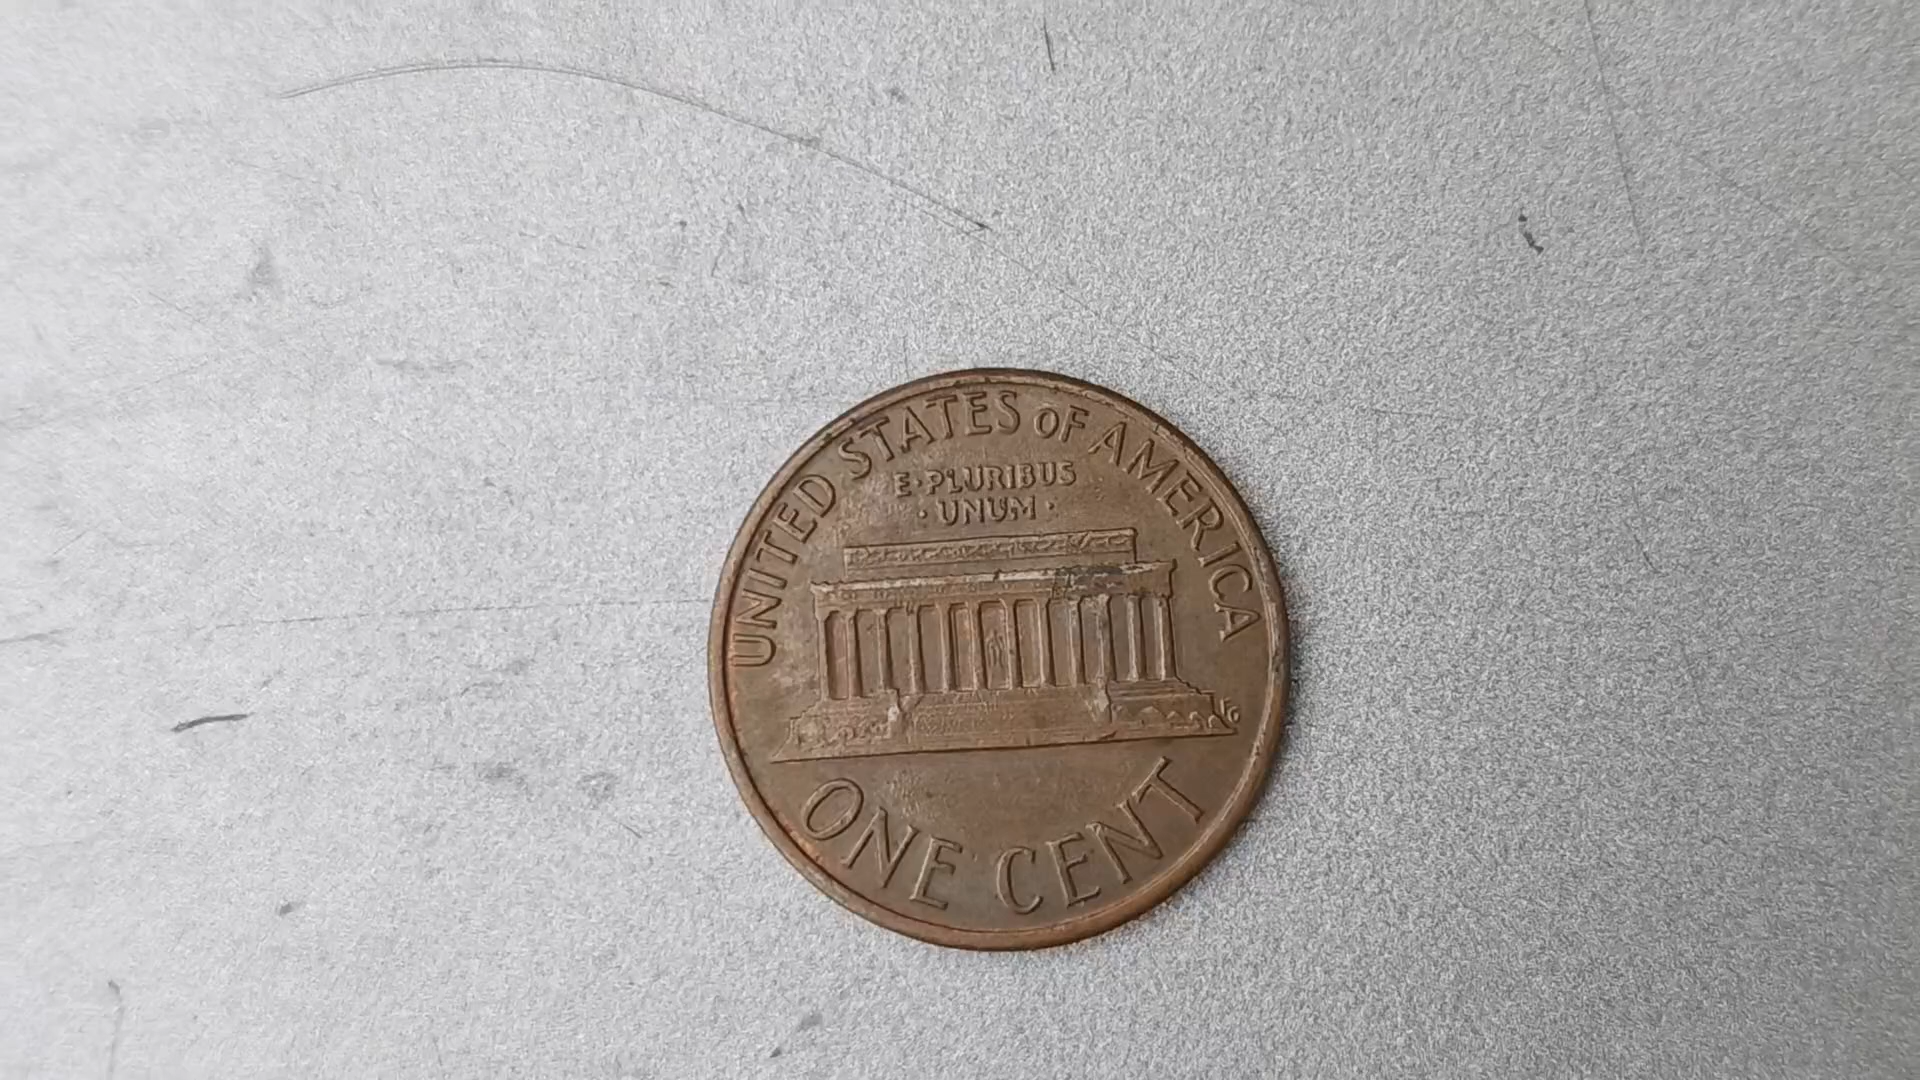 UNITED STATES OF AMERICA
E·PLURIBUS
·UNUM·
ONE CENT